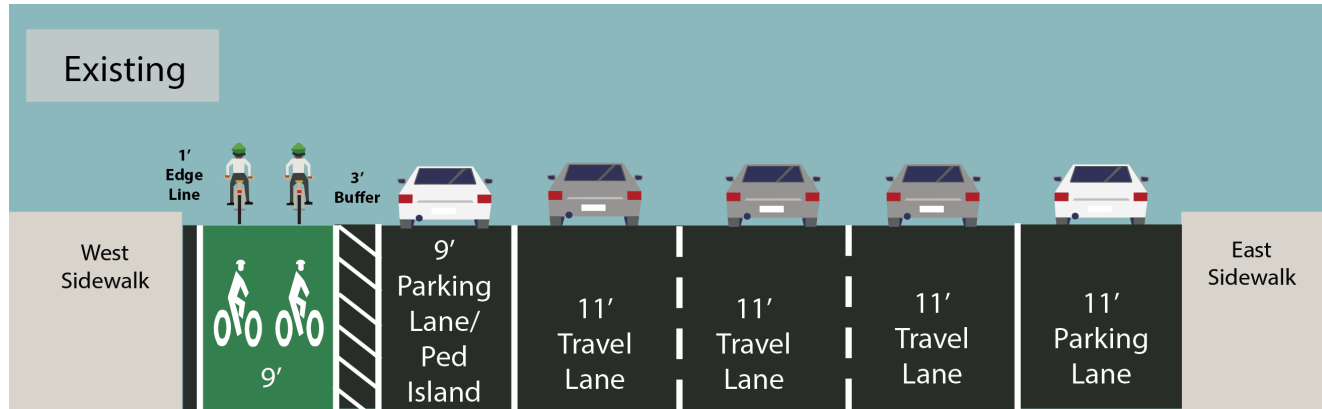 Existing
1’
Edge
Line
3’
Buffer
West
Sidewalk
9’
9’
Parking
Lane/
Ped
Island
11’
Travel
Lane
11’
Travel
Lane
11’
Travel
Lane
11’
Parking
Lane
East
Sidewalk